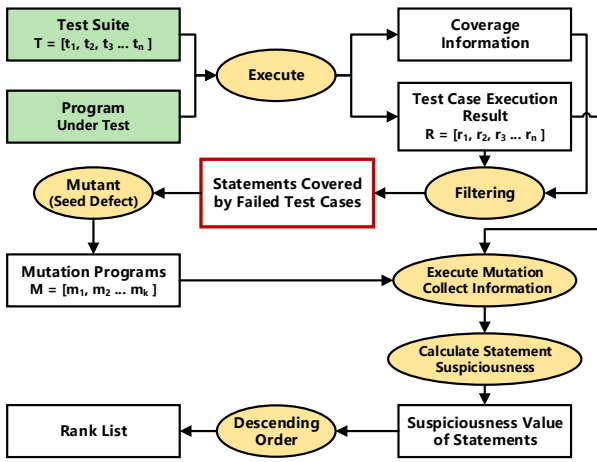 Test Suite
T = [t₁, t₂, t₃ ... tₙ ]
Program
Under Test
Execute
Coverage
Information
Test Case Execution
Result
R = [r₁, r₂, r₃ ... rₙ ]
Mutant
(Seed Defect)
Statements Covered
by Failed Test Cases
Filtering
Mutation Programs
M = [m₁, m₂ ... mₖ ]
Execute Mutation
Collect Information
Calculate Statement
Suspiciousness
Rank List
Descending
Order
Suspiciousness Value
of Statements